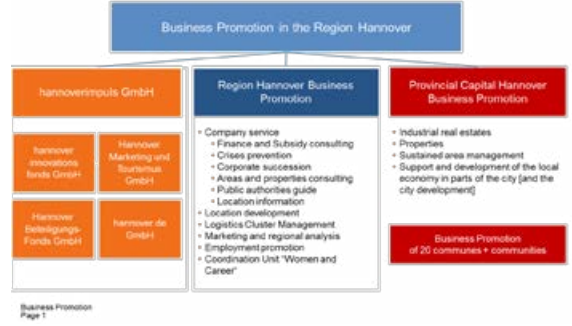 Business Promotion in the Region Hannover
hannoverimpuls GmbH
hannover
innovations
fonds GmbH
Hannover
Marketing und
Tourismus
GmbH
Hannover
Beteiligungs-
Fonds GmbH
hannover.de
GmbH
Region Hannover Business
Promotion
• Company service
• Finance and Subsidy consulting
• Crises prevention
• Corporate succession
• Areas and properties consulting
• Public authorities guide
• Location information
• Location development
• Logistics Cluster Management
• Marketing and regional analysis
• Employment promotion
• Coordination Unit "Women and
Career"
Provincial Capital Hannover
Business Promotion
• Industrial real estates
• Properties
• Sustained area management
• Support and development of the local
economy in parts of the city [and the
city development]
Business Promotion
of 20 communes + communities
Business Promotion
Page 1